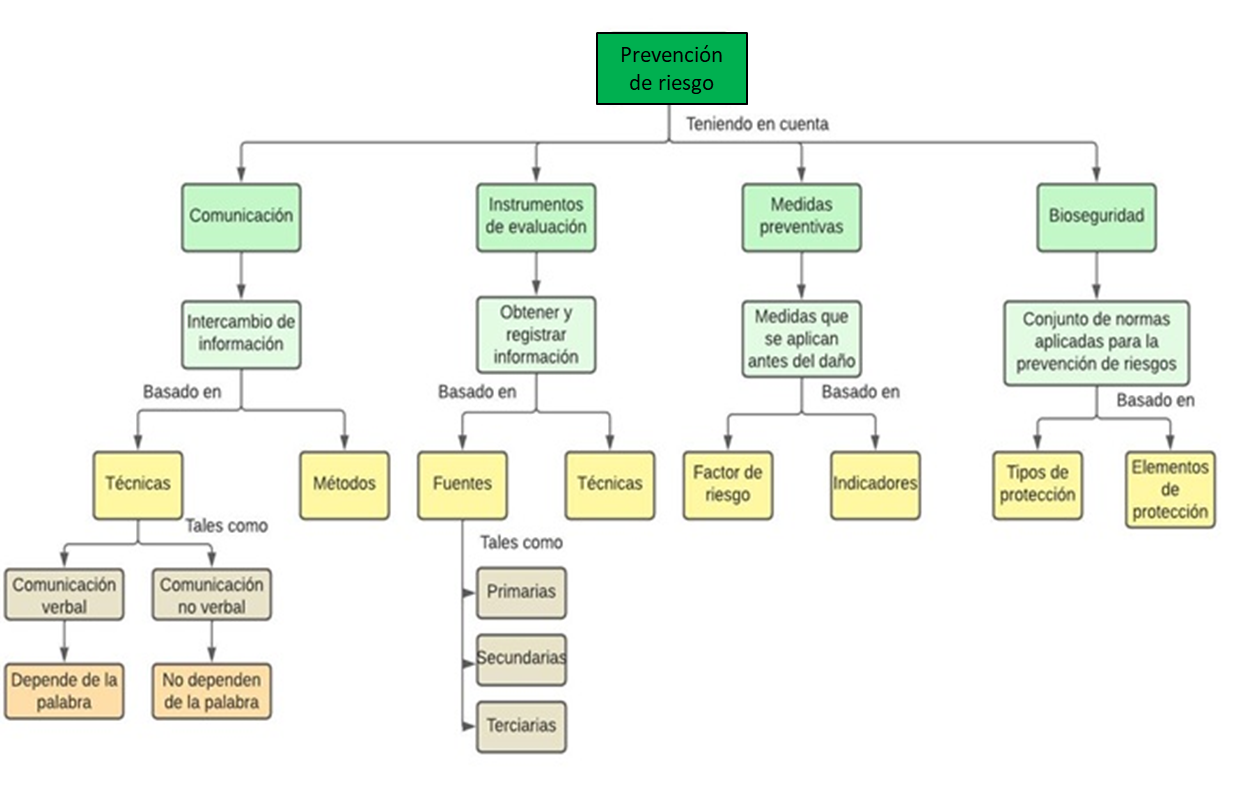 Prevención
de riesgo
Teniendo en cuenta
Comunicación
Instrumentos
de evaluación
Medidas
preventivas
Bioseguridad
Intercambio de
información
Obtener y
registrar
información
Medidas que
se aplican
antes del daño
Conjunto de normas
aplicadas para la
prevención de riesgos
Basado en
Basado en
Basado en
Basado en
Técnicas
Métodos
Fuentes
Técnicas
Factor de
riesgo
Indicadores
Tipos de
protección
Elementos
de
protección
Tales como
Tales como
Comunicación
verbal
Comunicación
no verbal
Primarias
Secundarias
Terciarias
Depende de la
palabra
No dependen
de la palabra